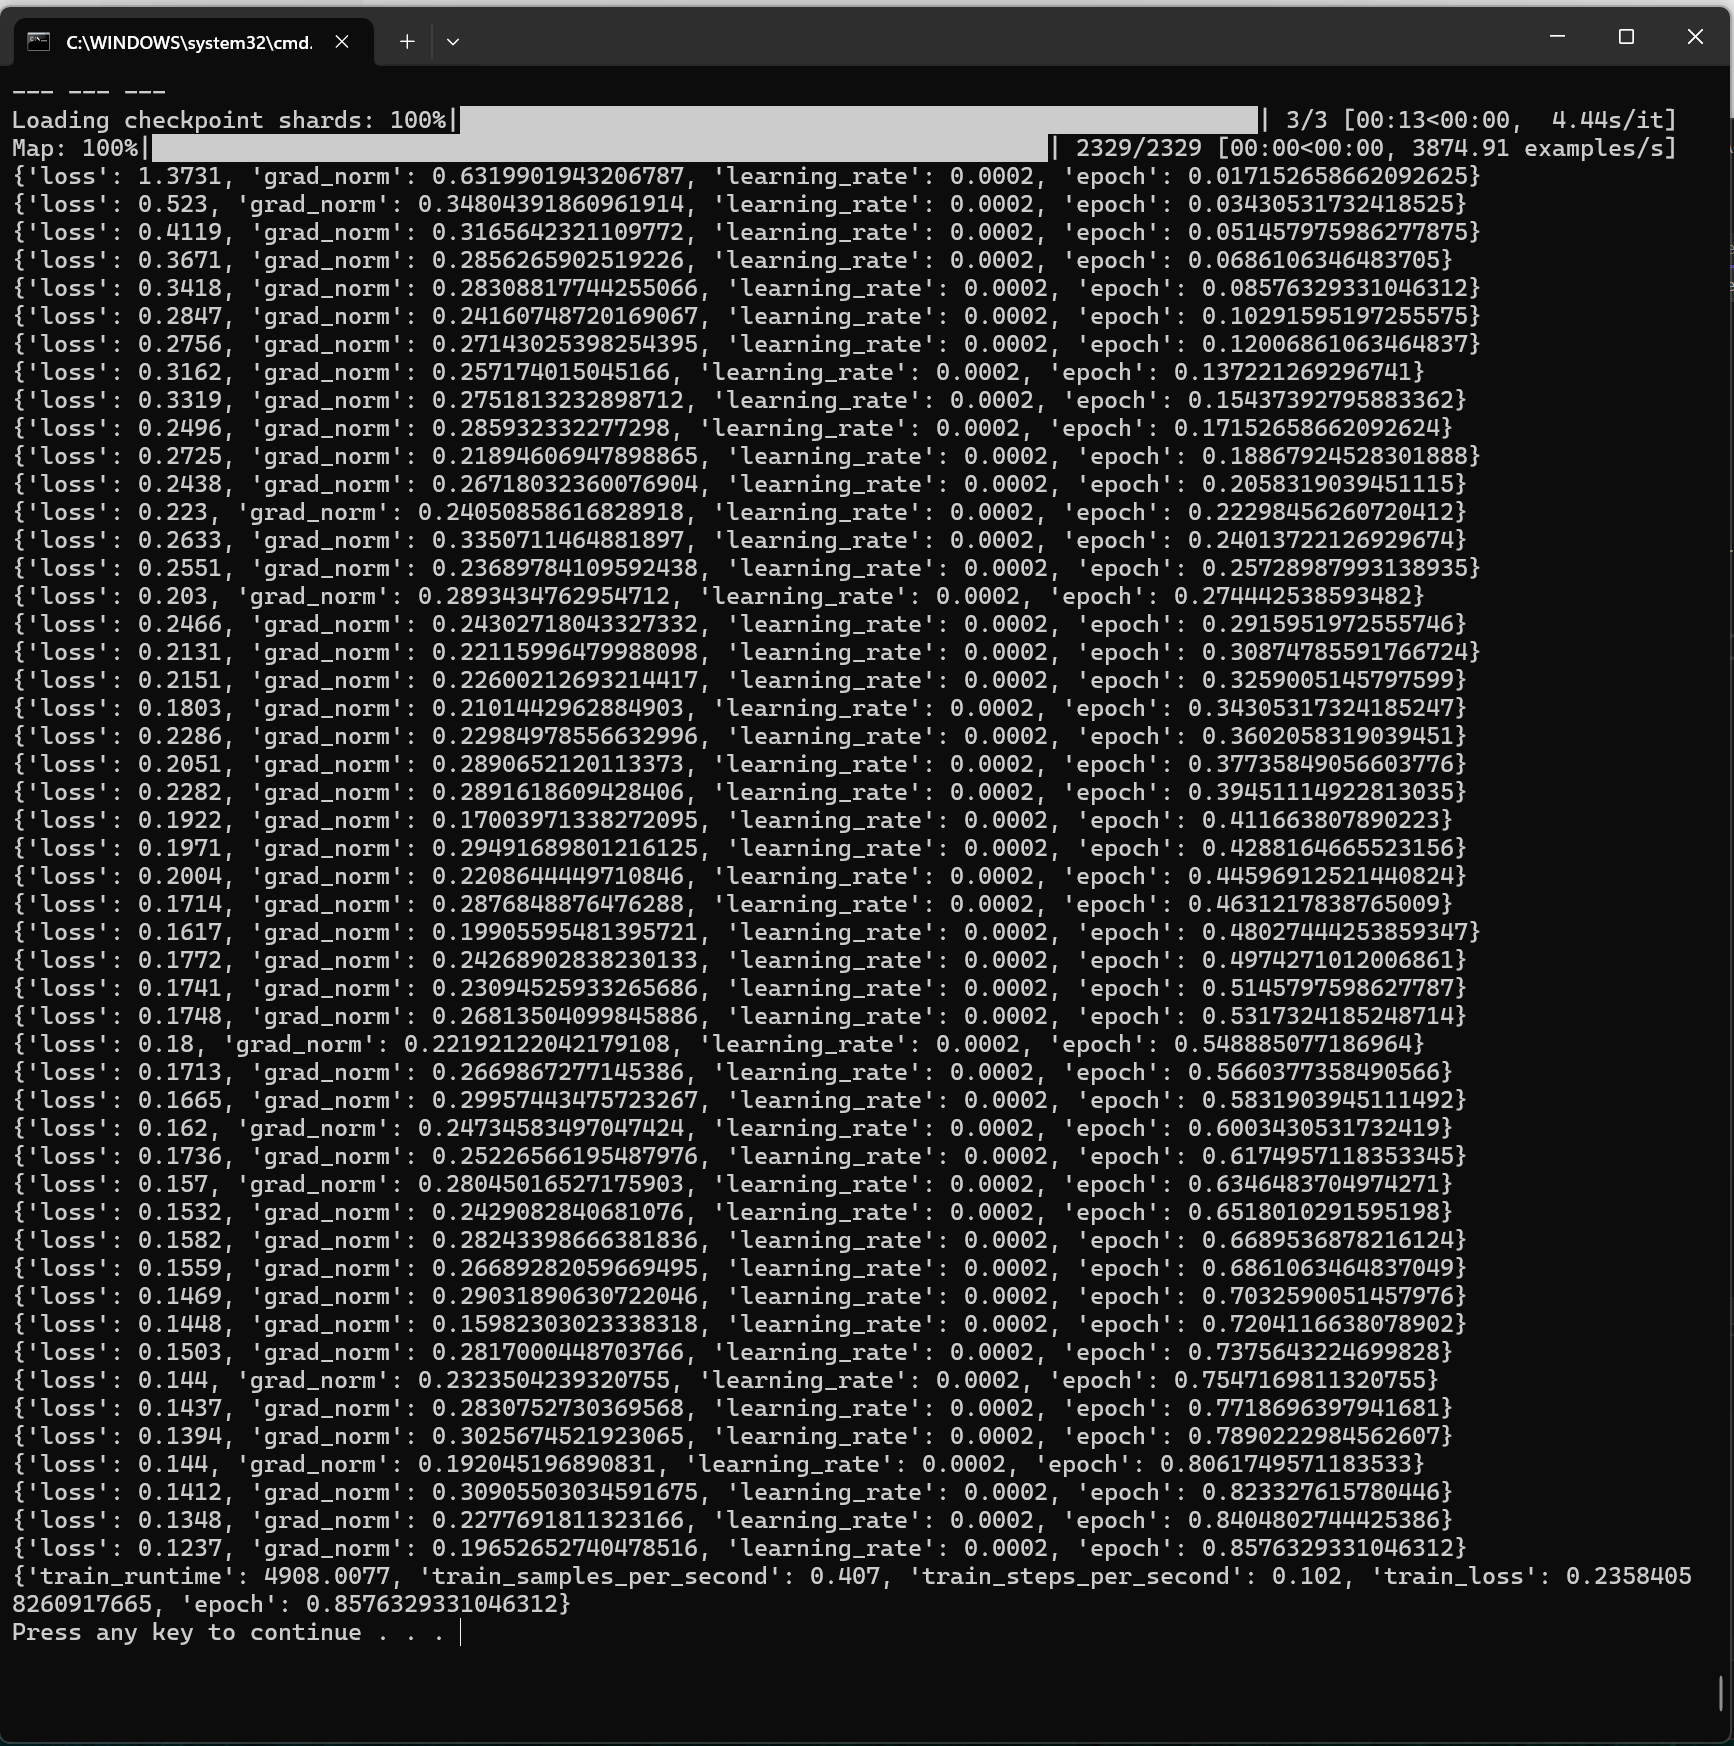 C:\WINDOWS\system32\cmd.
--- --- ---
Loading checkpoint shards: 100%| | 3/3 [00:13<00:00,  4.44s/it]
Map: 100%| | 2329/2329 [00:00<00:00, 3874.91 examples/s]
{'loss': 1.3731, 'grad_norm': 0.6319901943206787, 'learning_rate': 0.0002, 'epoch': 0.017152658662092625}
{'loss': 0.523, 'grad_norm': 0.34804391860961914, 'learning_rate': 0.0002, 'epoch': 0.03430531732418525}
{'loss': 0.4119, 'grad_norm': 0.3165642321109772, 'learning_rate': 0.0002, 'epoch': 0.051457975986277875}
{'loss': 0.3671, 'grad_norm': 0.2856265902519226, 'learning_rate': 0.0002, 'epoch': 0.0686106346483705}
{'loss': 0.3418, 'grad_norm': 0.28308817744255066, 'learning_rate': 0.0002, 'epoch': 0.08576329331046312}
{'loss': 0.2847, 'grad_norm': 0.24160748720169067, 'learning_rate': 0.0002, 'epoch': 0.10291595197255575}
{'loss': 0.2756, 'grad_norm': 0.27143025398254395, 'learning_rate': 0.0002, 'epoch': 0.12006861063464837}
{'loss': 0.3162, 'grad_norm': 0.257174015045166, 'learning_rate': 0.0002, 'epoch': 0.137221269296741}
{'loss': 0.3319, 'grad_norm': 0.2751813232898712, 'learning_rate': 0.0002, 'epoch': 0.15437392795883362}
{'loss': 0.2496, 'grad_norm': 0.285932332277298, 'learning_rate': 0.0002, 'epoch': 0.17152658662092624}
{'loss': 0.2725, 'grad_norm': 0.21894606947898865, 'learning_rate': 0.0002, 'epoch': 0.18867924528301888}
{'loss': 0.2438, 'grad_norm': 0.26718032360076904, 'learning_rate': 0.0002, 'epoch': 0.2058319039451115}
{'loss': 0.223, 'grad_norm': 0.24050858616828918, 'learning_rate': 0.0002, 'epoch': 0.22298456260720412}
{'loss': 0.2633, 'grad_norm': 0.3350711464881897, 'learning_rate': 0.0002, 'epoch': 0.24013722126929674}
{'loss': 0.2551, 'grad_norm': 0.23689784109592438, 'learning_rate': 0.0002, 'epoch': 0.25728987993138935}
{'loss': 0.203, 'grad_norm': 0.2893434762954712, 'learning_rate': 0.0002, 'epoch': 0.274442538593482}
{'loss': 0.2466, 'grad_norm': 0.24302718043327332, 'learning_rate': 0.0002, 'epoch': 0.2915951972555746}
{'loss': 0.2131, 'grad_norm': 0.22115996479988098, 'learning_rate': 0.0002, 'epoch': 0.30874785591766724}
{'loss': 0.2151, 'grad_norm': 0.22600212693214417, 'learning_rate': 0.0002, 'epoch': 0.3259005145797599}
{'loss': 0.1803, 'grad_norm': 0.2101442962884903, 'learning_rate': 0.0002, 'epoch': 0.34305317324185247}
{'loss': 0.2286, 'grad_norm': 0.22984978556632996, 'learning_rate': 0.0002, 'epoch': 0.3602058319039451}
{'loss': 0.2051, 'grad_norm': 0.2890652120113373, 'learning_rate': 0.0002, 'epoch': 0.37735849056603776}
{'loss': 0.2282, 'grad_norm': 0.2891618609428406, 'learning_rate': 0.0002, 'epoch': 0.39451114922813035}
{'loss': 0.1922, 'grad_norm': 0.17003971338272095, 'learning_rate': 0.0002, 'epoch': 0.411663807890223}
{'loss': 0.1971, 'grad_norm': 0.29491689801216125, 'learning_rate': 0.0002, 'epoch': 0.4288164665523156}
{'loss': 0.2004, 'grad_norm': 0.2208644449710846, 'learning_rate': 0.0002, 'epoch': 0.44596912521440824}
{'loss': 0.1714, 'grad_norm': 0.2876848876476288, 'learning_rate': 0.0002, 'epoch': 0.4631217838765009}
{'loss': 0.1617, 'grad_norm': 0.19905595481395721, 'learning_rate': 0.0002, 'epoch': 0.480274442538​59347}
{'loss': 0.1772, 'grad_norm': 0.24268902838230133, 'learning_rate': 0.0002, 'epoch': 0.4974271012006861}
{'loss': 0.1741, 'grad_norm': 0.23094525933265686, 'learning_rate': 0.0002, 'epoch': 0.5145797598627787}
{'loss': 0.1748, 'grad_norm': 0.26813504099845886, 'learning_rate': 0.0002, 'epoch': 0.5317324185248714}
{'loss': 0.18, 'grad_norm': 0.22192122042179108, 'learning_rate': 0.0002, 'epoch': 0.548885077186964}
{'loss': 0.1713, 'grad_norm': 0.2669867277145386, 'learning_rate': 0.0002, 'epoch': 0.5660377358490566}
{'loss': 0.1665, 'grad_norm': 0.29957443475723267, 'learning_rate': 0.0002, 'epoch': 0.5831903945111492}
{'loss': 0.162, 'grad_norm': 0.24734583497047424, 'learning_rate': 0.0002, 'epoch': 0.6003430531732419}
{'loss': 0.1736, 'grad_norm': 0.25226566195487976, 'learning_rate': 0.0002, 'epoch': 0.6174957118353345}
{'loss': 0.157, 'grad_norm': 0.28045016527175903, 'learning_rate': 0.0002, 'epoch': 0.6346483704974271}
{'loss': 0.1532, 'grad_norm': 0.2429082840681076, 'learning_rate': 0.0002, 'epoch': 0.6518010291595198}
{'loss': 0.1582, 'grad_norm': 0.28243398666381836, 'learning_rate': 0.0002, 'epoch': 0.6689536878216124}
{'loss': 0.1559, 'grad_norm': 0.26689282059669495, 'learning_rate': 0.0002, 'epoch': 0.6861063464837049}
{'loss': 0.1469, 'grad_norm': 0.29031890630722046, 'learning_rate': 0.0002, 'epoch': 0.7032590051457976}
{'loss': 0.1448, 'grad_norm': 0.15982303023338318, 'learning_rate': 0.0002, 'epoch': 0.7204116638078902}
{'loss': 0.1503, 'grad_norm': 0.2817000448703766, 'learning_rate': 0.0002, 'epoch': 0.7375643224699828}
{'loss': 0.144, 'grad_norm': 0.2323504239320755, 'learning_rate': 0.0002, 'epoch': 0.7547169811320755}
{'loss': 0.1437, 'grad_norm': 0.2830752730369568, 'learning_rate': 0.0002, 'epoch': 0.7718696397941681}
{'loss': 0.1394, 'grad_norm': 0.3025674521923065, 'learning_rate': 0.0002, 'epoch': 0.7890222984562607}
{'loss': 0.144, 'grad_norm': 0.192045196890831, 'learning_rate': 0.0002, 'epoch': 0.8061749571183533}
{'loss': 0.1412, 'grad_norm': 0.30905503034591675, 'learning_rate': 0.0002, 'epoch': 0.823327615780446}
{'loss': 0.1348, 'grad_norm': 0.2277691811323166, 'learning_rate': 0.0002, 'epoch': 0.8404802744425386}
{'loss': 0.1237, 'grad_norm': 0.19652652740478516, 'learning_rate': 0.0002, 'epoch': 0.8576329331046312}
{'train_runtime': 4908.0077, 'train_samples_per_second': 0.407, 'train_steps_per_second': 0.102, 'train_loss': 0.2358405
8260917665, 'epoch': 0.8576329331046312}
Press any key to continue . . .